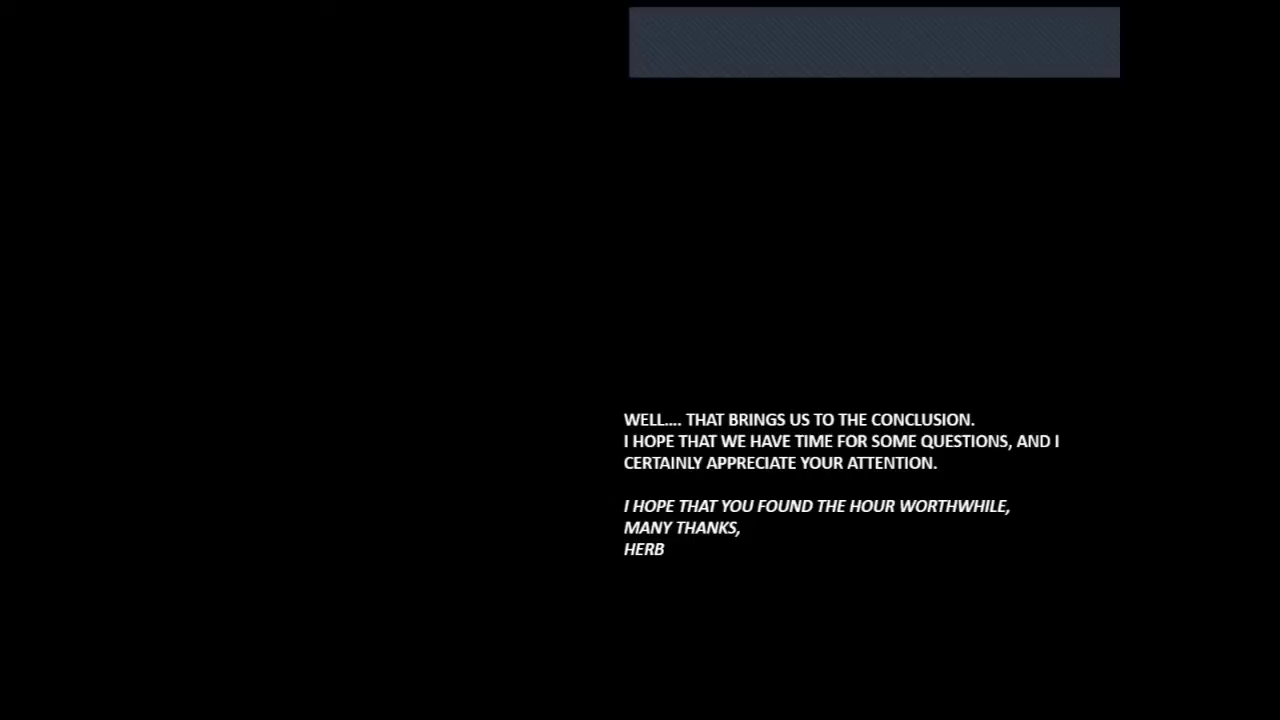 WELL.... THAT BRINGS US TO THE CONCLUSION.
I HOPE THAT WE HAVE TIME FOR SOME QUESTIONS, AND I
CERTAINLY APPRECIATE YOUR ATTENTION.
I HOPE THAT YOU FOUND THE HOUR WORTHWHILE,
MANY THANKS,
HERB